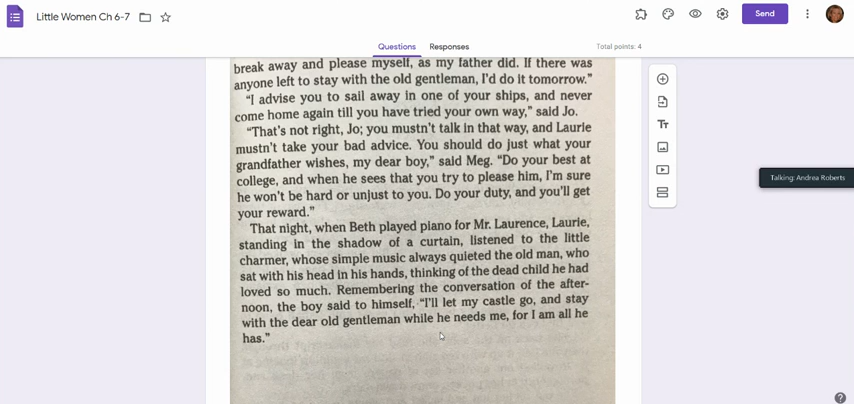 Little Women Ch 6-7
Send
Questions
Responses
Total points: 4
break away and please myself, as my father did. If there was
anyone left to stay with the old gentleman, I'd do it tomorrow."
"I advise you to sail away in one of your ships, and never
come home again till you have tried your own way," said Jo.
"That's not right, Jo; you mustn't talk in that way, and Laurie
mustn't take your bad advice. You should do just what your
grandfather wishes, my dear boy," said Meg. "Do your best at
college, and when he sees that you try to please him, I'm sure
he won't be hard or unjust to you. Do your duty, and you'll get
your reward."
That night, when Beth played piano for Mr. Laurence, Laurie,
standing in the shadow of a curtain, listened to the little
charmer, whose simple music always quieted the old man, who
sat with his head in his hands, thinking of the dead child he had
loved so much. Remembering the conversation of the after-
noon, the boy said to himself, "I'll let my castle go, and stay
with the dear old gentleman while he needs me, for I am all he
has."
Tт
Talking: Andrea Roberts